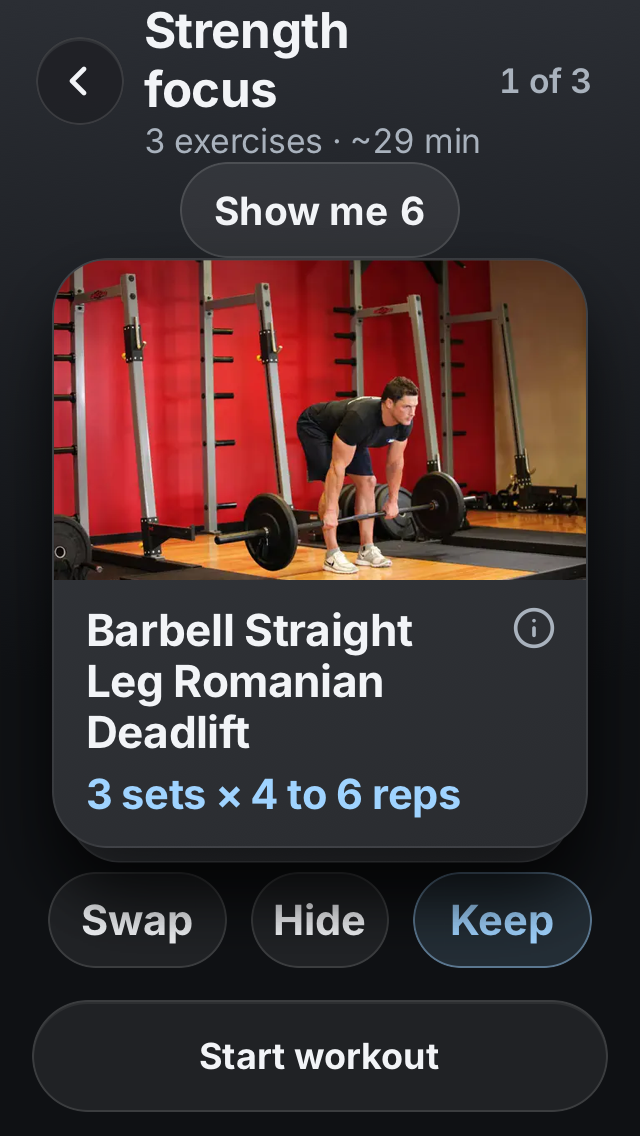 Strength
focus
1 of 3
3 exercises · ~29 min
Show me 6
Barbell Straight
Leg Romanian
Deadlift
3 sets × 4 to 6 reps
Swap
Hide
Keep
Start workout